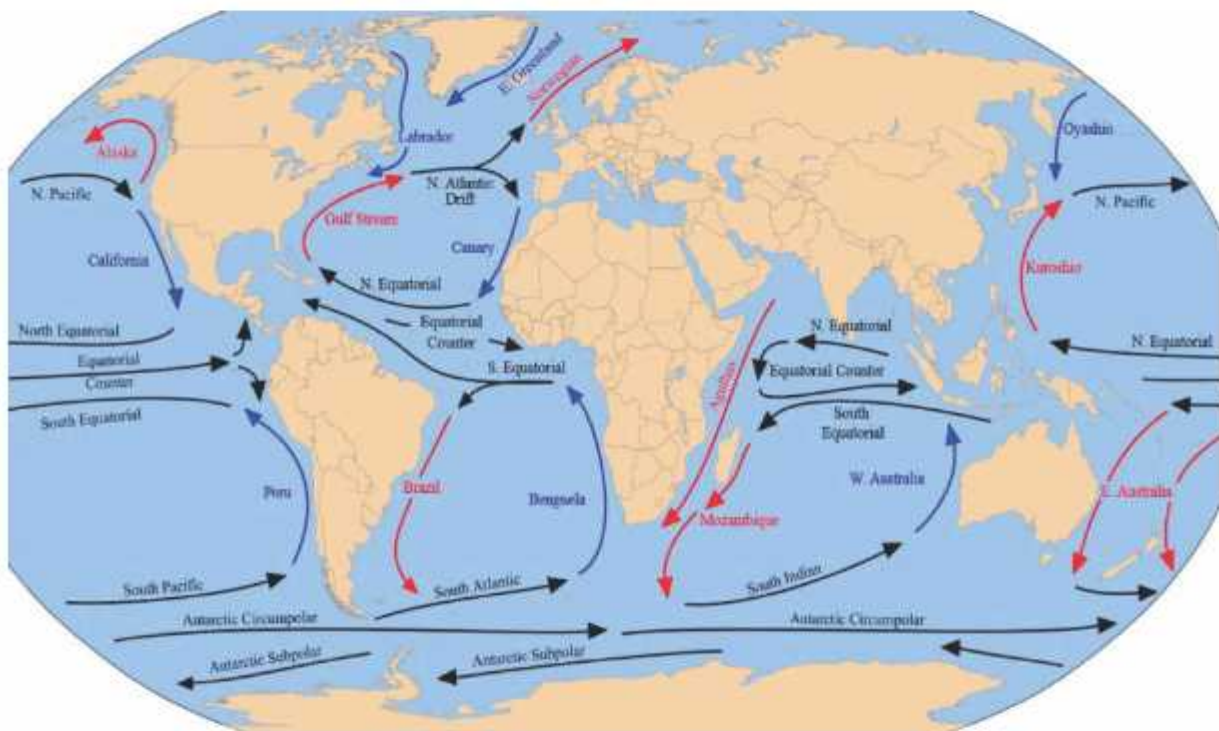 E. Greenland
Norwegian
Labrador
Oyashio
Alaska
N. Pacific
N. Atlantic
Drift
N. Pacific
Gulf Stream
California
Canary
Kuroshio
N. Equatorial
North Equatorial
Equatorial
Counter
N. Equatorial
N. Equatorial
Equatorial
Counter
S. Equatorial
Equatorial Counter
Agulhas
South Equatorial
South
Equatorial
Peru
Brazil
Benguela
Mozambique
W. Australia
E. Australia
South Pacific
South Atlantic
South Indian
Antarctic Circumpolar
Antarctic Circumpolar
Antarctic Subpolar
Antarctic Subpolar